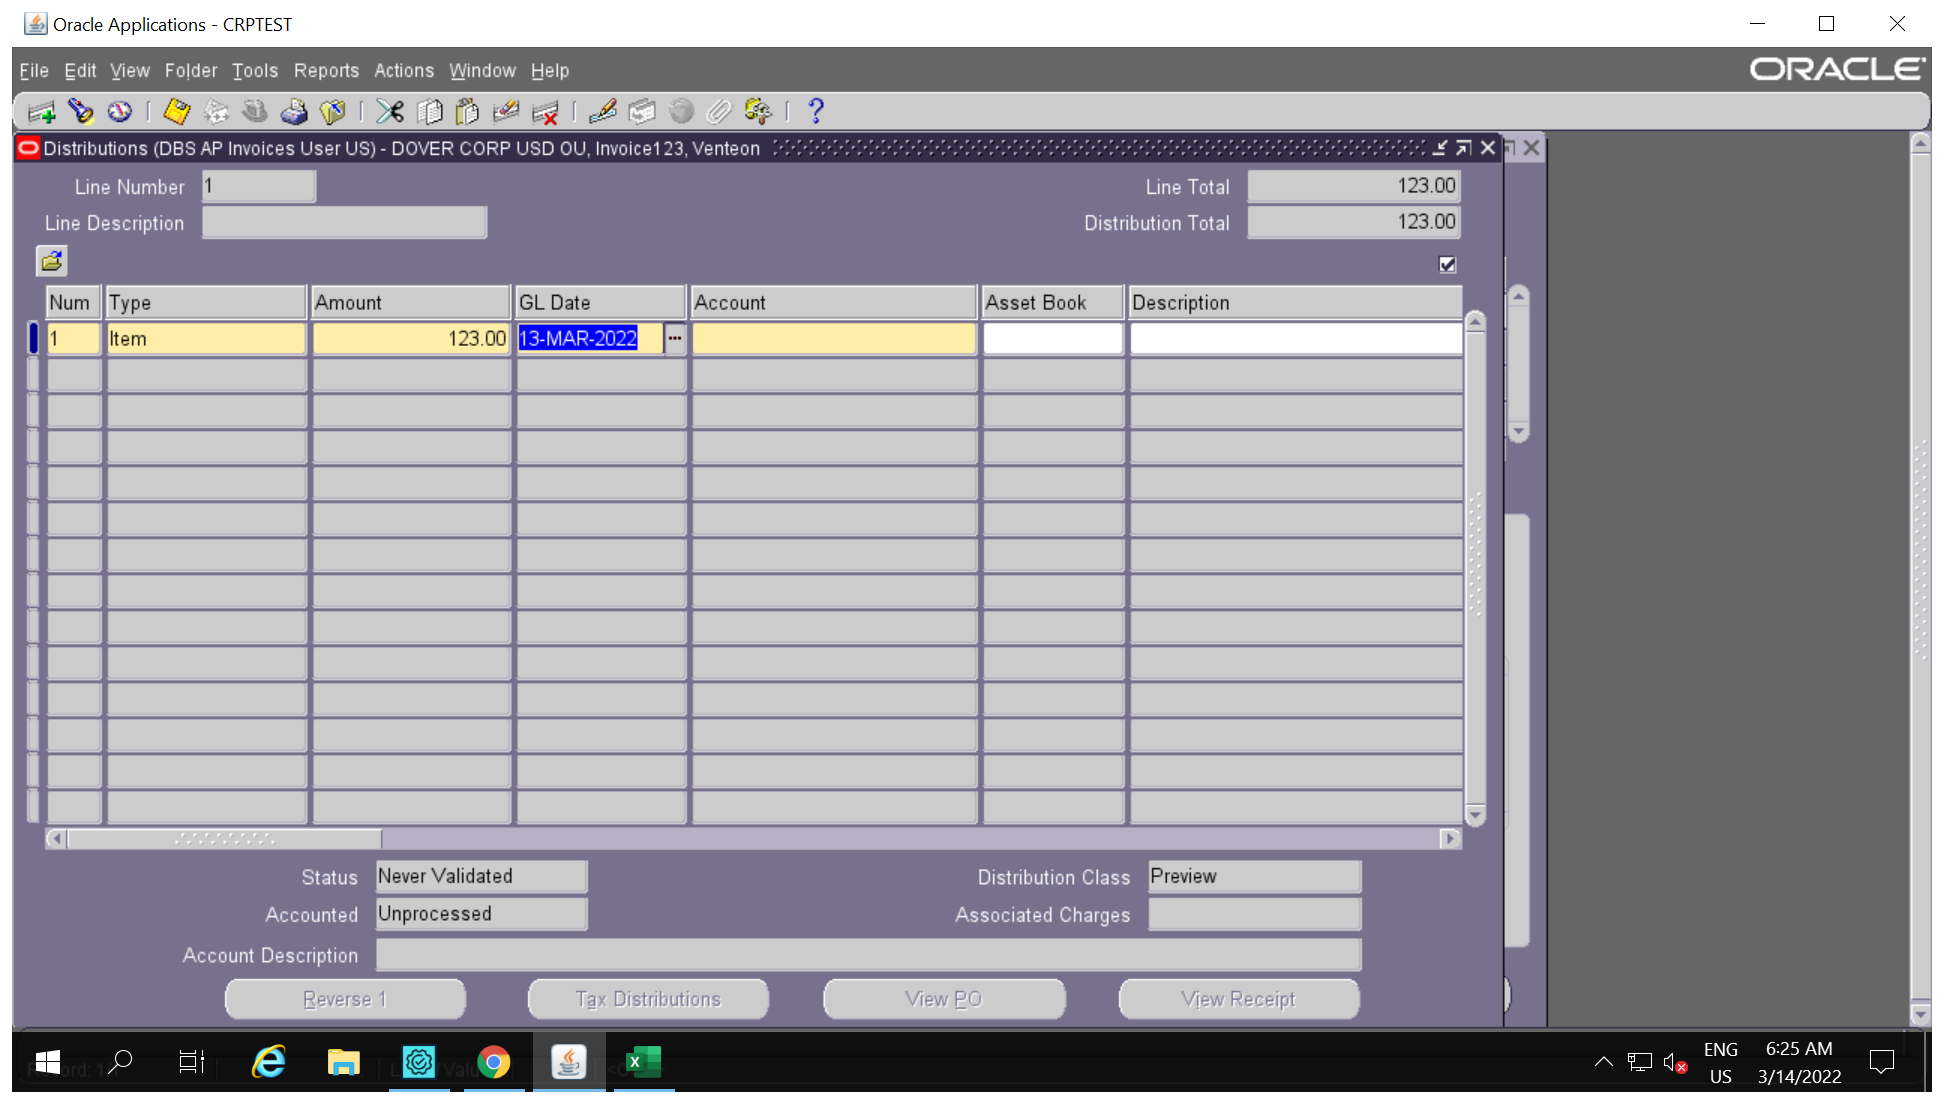 Oracle Applications - CRPTEST
File Edit View Folder Tools Reports Actions Window Help
ORACLE
Distributions (DBS AP Invoices User US) - DOVER CORP USD OU, Invoice123, Venteon
Line Number 1 Line Total 123.00
Line Description Distribution Total 123.00
Num Type Amount GL Date Account Asset Book Description
1 Item 123.00 13-MAR-2022 ...
Status Never Validated Distribution Class Preview
Accounted Unprocessed Associated Charges
Account Description
Reverse 1 Tax Distributions View PO View Receipt
ENG 6:25 AM
US 3/14/2022